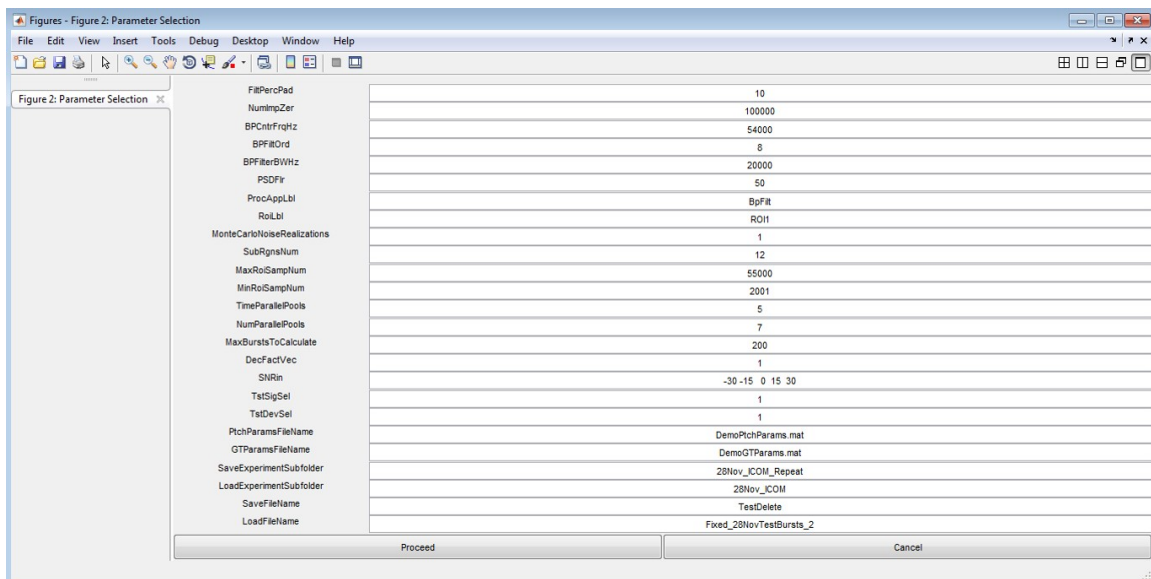 Figures - Figure 2: Parameter Selection
File Edit View Insert Tools Debug Desktop Window Help
Figure 2: Parameter Selection
FiltPercPad 10
NumImpZer 100000
BPCntrFrqHz 54000
BPFiltOrd 8
BPFilterBWHz 20000
PSDFlr 50
ProcAppLbl BpFilt
RoiLbl ROI1
MonteCarloNoiseRealizations 1
SubRgnsNum 12
MaxRoiSampNum 55000
MinRoiSampNum 2001
TimeParallelPools 5
NumParallelPools 7
MaxBurstsToCalculate 200
DecFactVec 1
SNRin -30 -15 0 15 30
TstSigSel 1
TstDevSel 1
PtchParamsFileName DemoPtchParams.mat
GTParamsFileName DemoGTParams.mat
SaveExperimentSubfolder 28Nov_ICOM_Repeat
LoadExperimentSubfolder 28Nov_ICOM
SaveFileName TestDelete
LoadFileName Fixed_28NovTestBursts_2
Proceed Cancel